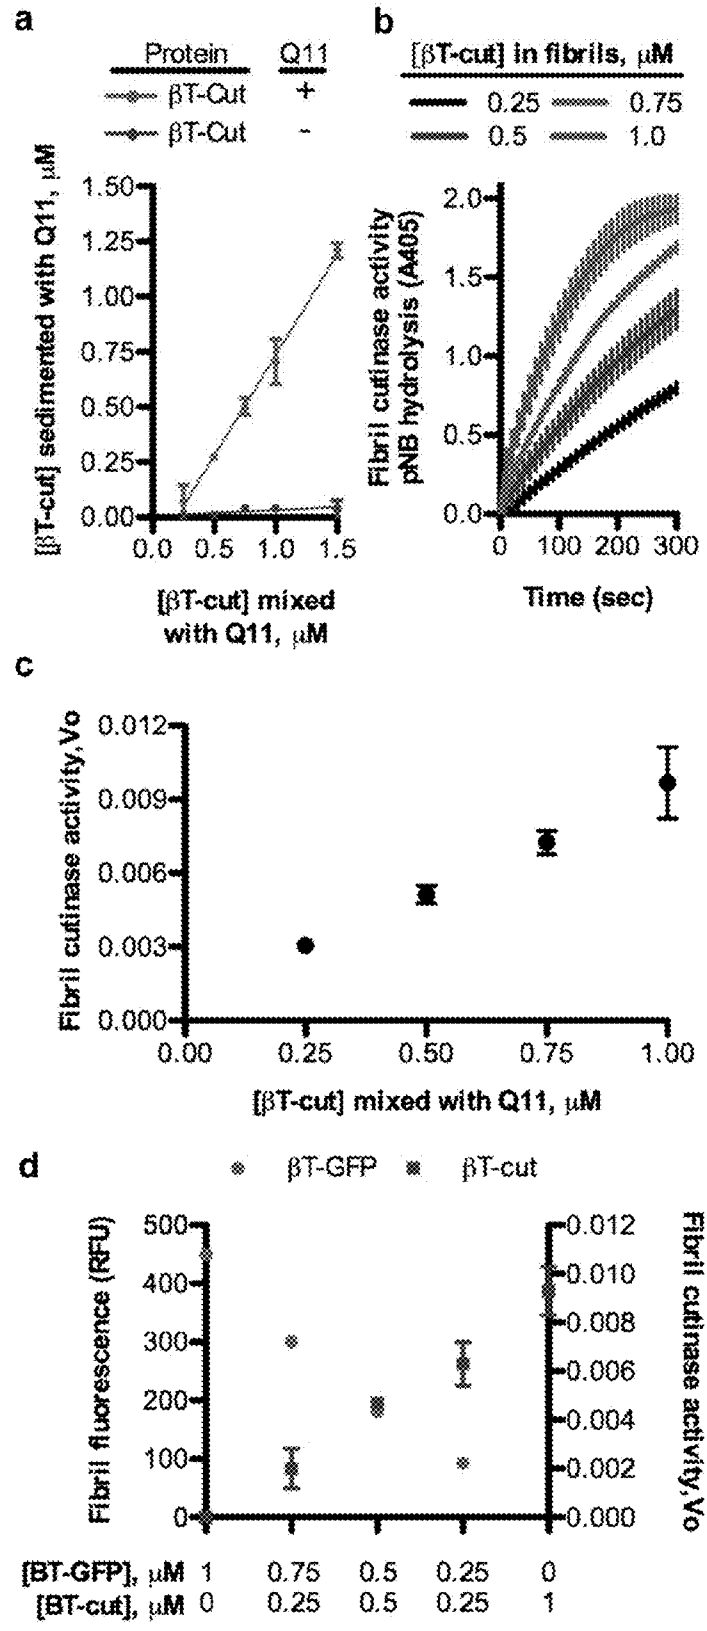 a
Protein Q11
βT-Cut +
βT-Cut -
[βT-cut] sedimented with Q11, μM
1.50
1.25
1.00
0.75
0.50
0.25
0.00
0.0 0.5 1.0 1.5
[βT-cut] mixed
with Q11, μM
b
[βT-cut] in fibrils, μM
0.25 0.75
0.5 1.0
Fibril cutinase activity
pNB hydrolysis (A405)
2.0
1.5
1.0
0.5
0.0
0 100 200 300
Time (sec)
c
Fibril cutinase activity,Vo
0.012
0.009
0.006
0.003
0.000
0.00 0.25 0.50 0.75 1.00
[βT-cut] mixed with Q11, μM
d
βT-GFP βT-cut
Fibril fluorescence (RFU)
500
400
300
200
100
0
0.012
0.010
0.008
0.006
0.004
0.002
0.000
Fibril cutinase activity,Vo
[BT-GFP], μM 1 0.75 0.5 0.25 0
[BT-cut], μM 0 0.25 0.5 0.25 1